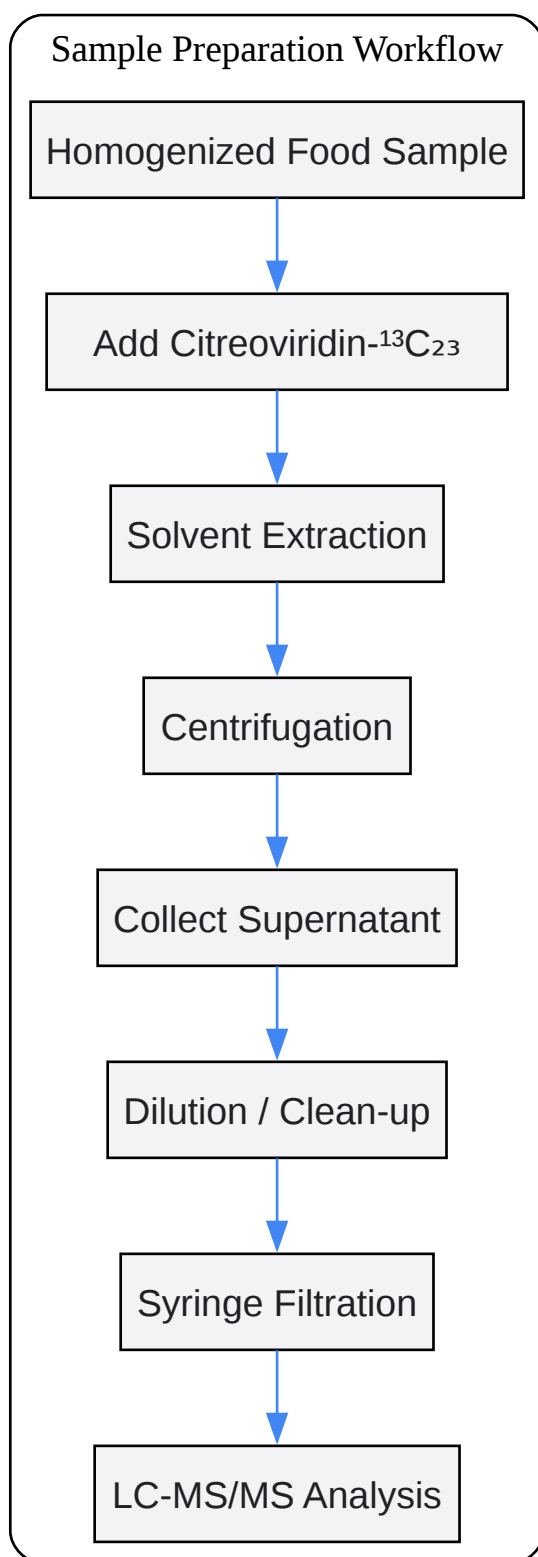 Sample Preparation Workflow
Homogenized Food Sample
Add Citreoviridin-¹³C₂₃
Solvent Extraction
Centrifugation
Collect Supernatant
Dilution / Clean-up
Syringe Filtration
LC-MS/MS Analysis